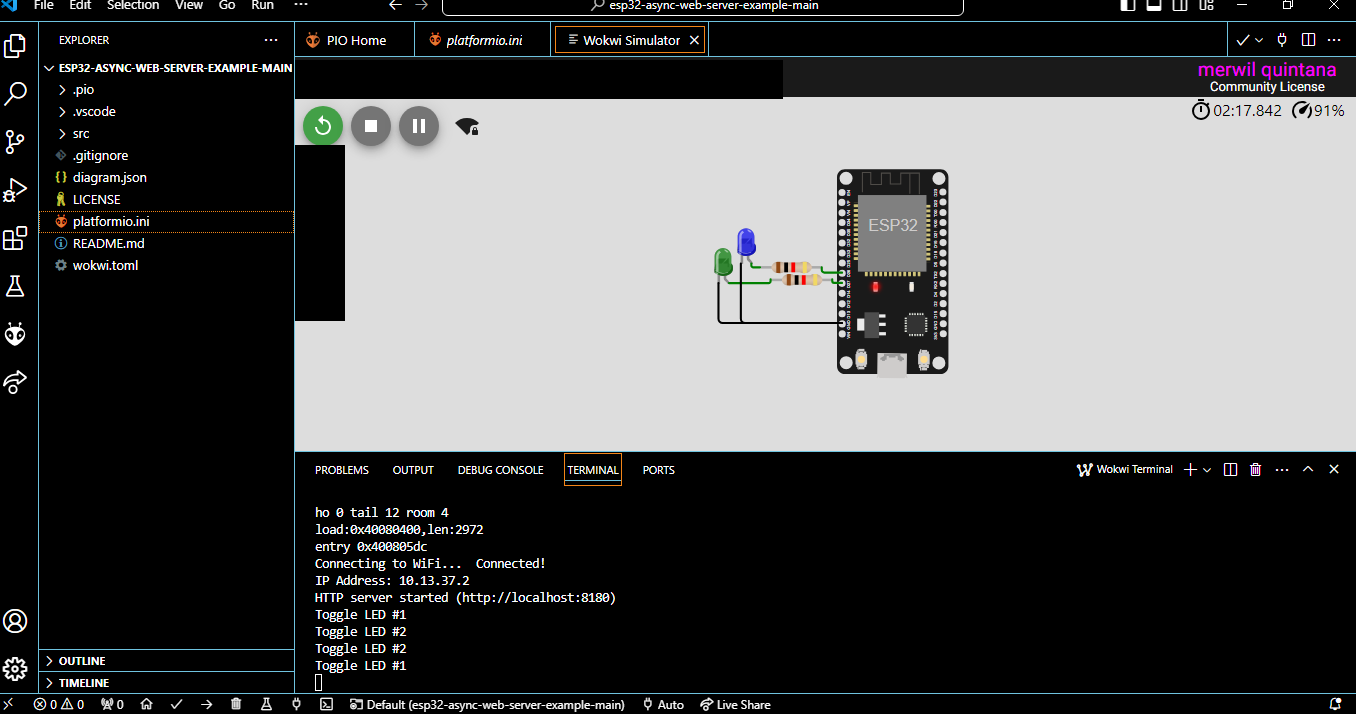 File Edit Selection View Go Run ···
esp32-async-web-server-example-main
EXPLORER
PIO Home
platformio.ini
Wokwi Simulator
ESP32-ASYNC-WEB-SERVER-EXAMPLE-MAIN
.pio
.vscode
src
.gitignore
diagram.json
LICENSE
platformio.ini
README.md
wokwi.toml
merwil quintana
Community License
02:17.842 91%
ESP32
PROBLEMS OUTPUT DEBUG CONSOLE TERMINAL PORTS
Wokwi Terminal
ho 0 tail 12 room 4
load:0x40080400,len:2972
entry 0x400805dc
Connecting to WiFi... Connected!
IP Address: 10.13.37.2
HTTP server started (http://localhost:8180)
Toggle LED #1
Toggle LED #2
Toggle LED #2
Toggle LED #1
OUTLINE
TIMELINE
0 0 0 Default (esp32-async-web-server-example-main) Auto Live Share